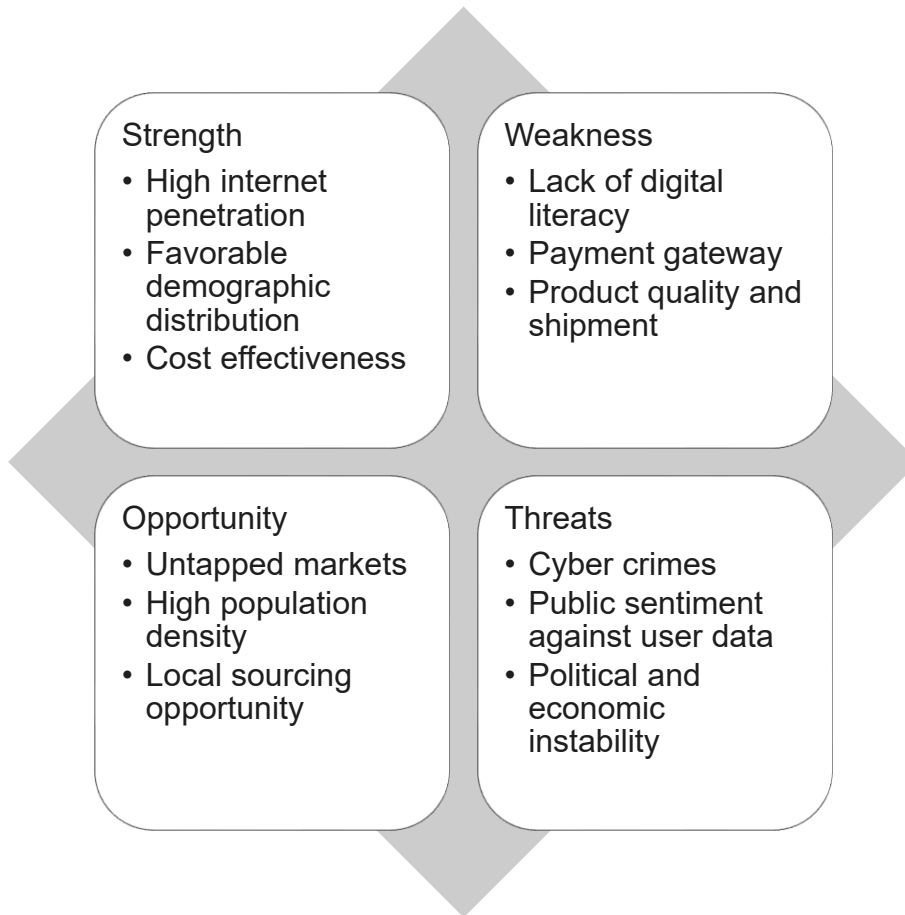 Strength
• High internet
penetration
• Favorable
demographic
distribution
• Cost effectiveness
Weakness
• Lack of digital
literacy
• Payment gateway
• Product quality and
shipment
Opportunity
• Untapped markets
• High population
density
• Local sourcing
opportunity
Threats
• Cyber crimes
• Public sentiment
against user data
• Political and
economic
instability